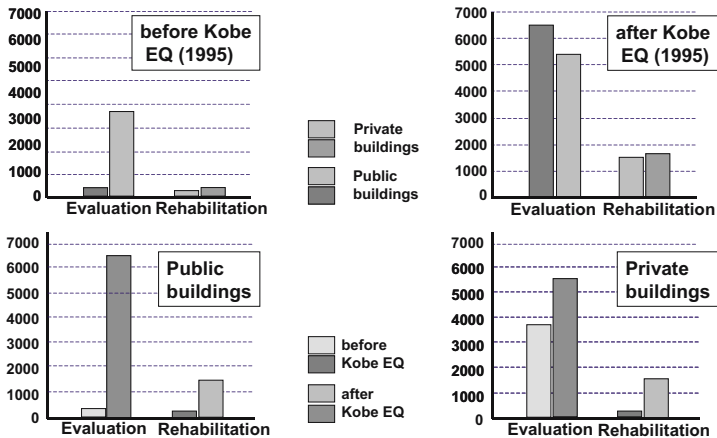 7000
6000
5000
4000
3000
2000
1000
0
before Kobe
EQ (1995)
Evaluation Rehabilitation
Private
buildings
Public
buildings
7000
6000
5000
4000
3000
2000
1000
0
after Kobe
EQ (1995)
Evaluation Rehabilitation
7000
6000
5000
4000
3000
2000
1000
0
Public
buildings
Evaluation Rehabilitation
before
Kobe EQ
after
Kobe EQ
7000
6000
5000
4000
3000
2000
1000
0
Private
buildings
Evaluation Rehabilitation